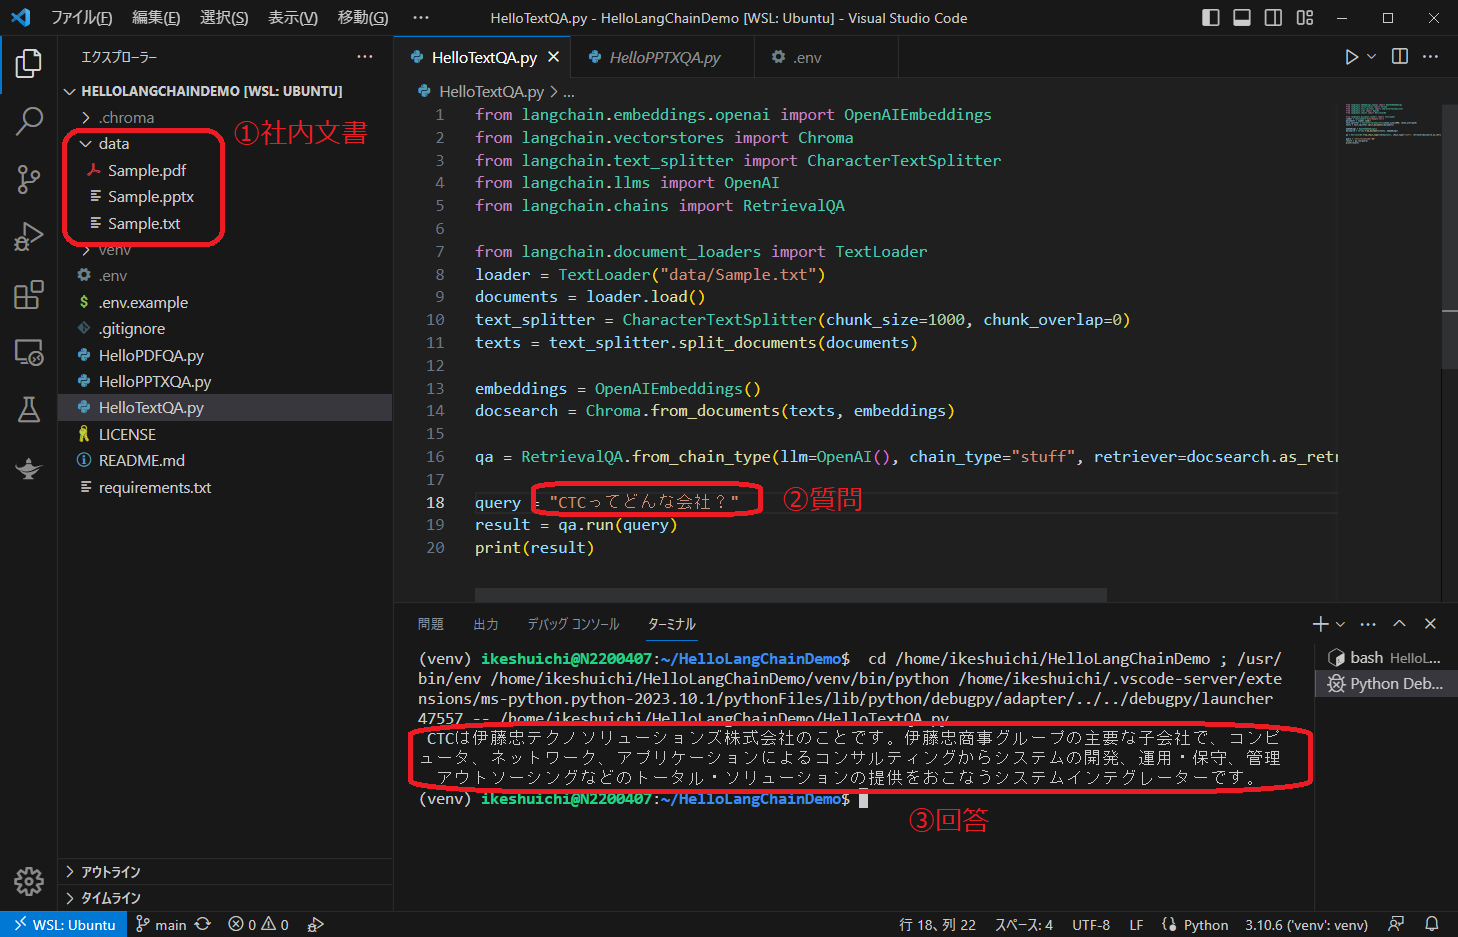 ファイル(F) 編集(E) 選択(S) 表示(V) 移動(G) ··· HelloTextQA.py - HelloLangChainDemo [WSL: Ubuntu] - Visual Studio Code
エクスプローラー ···
HELLOLANGCHAINDEMO [WSL: UBUNTU]
.chroma
①社内文書
data
Sample.pdf
Sample.pptx
Sample.txt
venv
.env
.env.example
.gitignore
HelloPDFQA.py
HelloPPTXQA.py
HelloTextQA.py
LICENSE
README.md
requirements.txt
アウトライン
タイムライン
HelloTextQA.py HelloPPTXQA.py .env
HelloTextQA.py > ...
1 from langchain.embeddings.openai import OpenAIEmbeddings
2 from langchain.vectorstores import Chroma
3 from langchain.text_splitter import CharacterTextSplitter
4 from langchain.llms import OpenAI
5 from langchain.chains import RetrievalQA
6
7 from langchain.document_loaders import TextLoader
8 loader = TextLoader("data/Sample.txt")
9 documents = loader.load()
10 text_splitter = CharacterTextSplitter(chunk_size=1000, chunk_overlap=0)
11 texts = text_splitter.split_documents(documents)
12
13 embeddings = OpenAIEmbeddings()
14 docsearch = Chroma.from_documents(texts, embeddings)
15
16 qa = RetrievalQA.from_chain_type(llm=OpenAI(), chain_type="stuff", retriever=docsearch.as_retr
17
18 query = "CTCってどんな会社？" ②質問
19 result = qa.run(query)
20 print(result)
問題 出力 デバッグ コンソール ターミナル
(venv) ikeshuichi@N2200407:~/HelloLangChainDemo$ cd /home/ikeshuichi/HelloLangChainDemo ; /usr/
bin/env /home/ikeshuichi/HelloLangChainDemo/venv/bin/python /home/ikeshuichi/.vscode-server/exte
nsions/ms-python.python-2023.10.1/pythonFiles/lib/python/debugpy/adapter/../../debugpy/launcher
47557 -- /home/ikeshuichi/HelloLangChainDemo/HelloTextQA.py
CTCは伊藤忠テクノソリューションズ株式会社のことです。伊藤忠商事グループの主要な子会社で、コンピ
ュータ、ネットワーク、アプリケーションによるコンサルティングからシステムの開発、運用・保守、管理
アウトソーシングなどのトータル・ソリューションの提供をおこなうシステムインテグレーターです。
(venv) ikeshuichi@N2200407:~/HelloLangChainDemo$
③回答
bash HelloL...
Python Deb...
WSL: Ubuntu main 0 0 行 18、列 22 スペース: 4 UTF-8 LF Python 3.10.6 ('venv': venv)